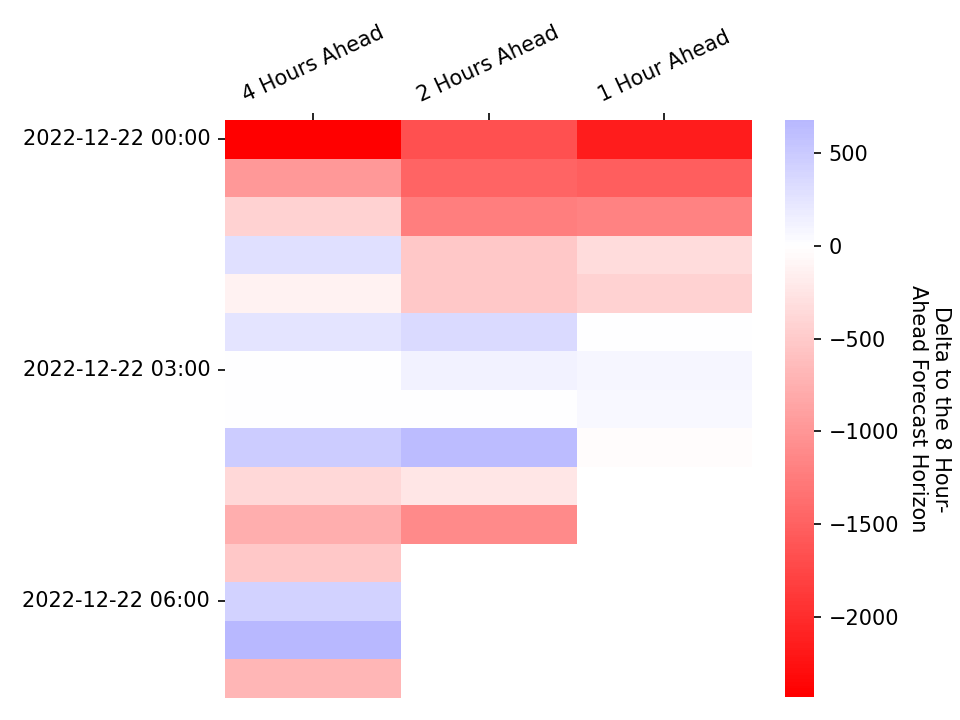 4 Hours Ahead
2 Hours Ahead
1 Hour Ahead
2022-12-22 00:00
2022-12-22 03:00
2022-12-22 06:00
500
0
−500
−1000
−1500
−2000
Delta to the 8 Hour-
Ahead Forecast Horizon